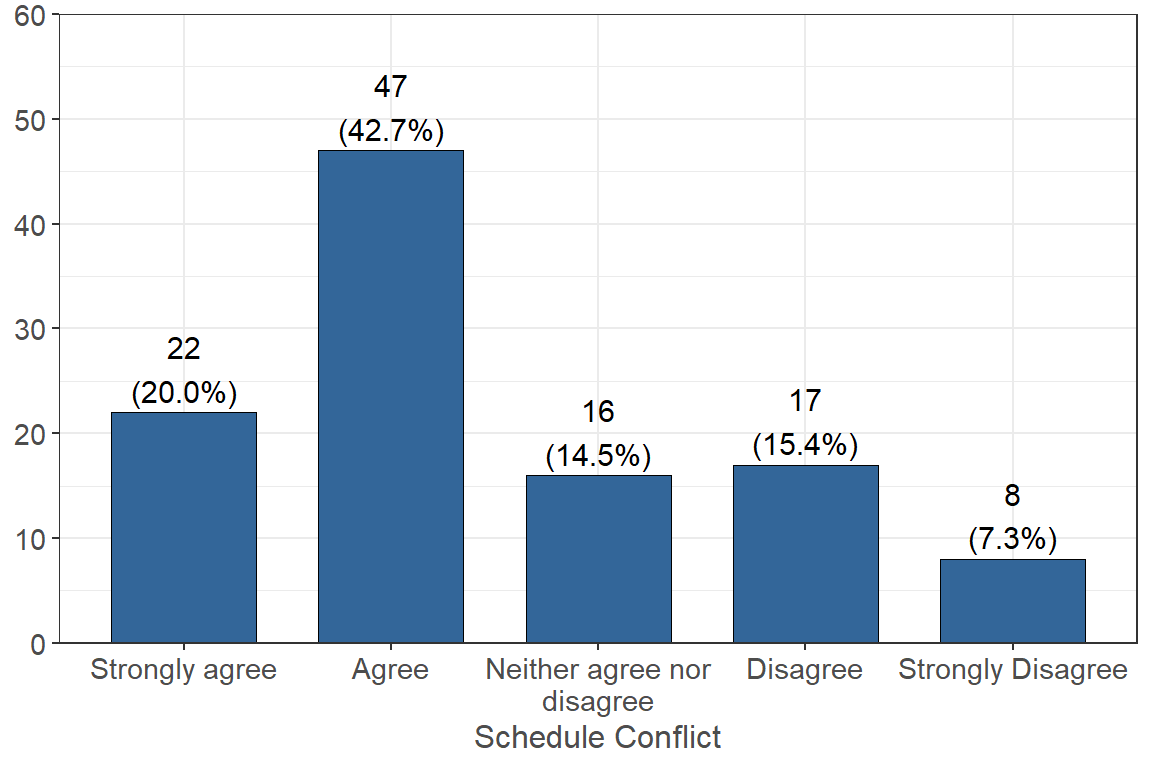 60
50
40
30
20
10
0
22
(20.0%)
47
(42.7%)
16
(14.5%)
17
(15.4%)
8
(7.3%)
Strongly agree
Agree
Neither agree nor
disagree
Disagree
Strongly Disagree
Schedule Conflict